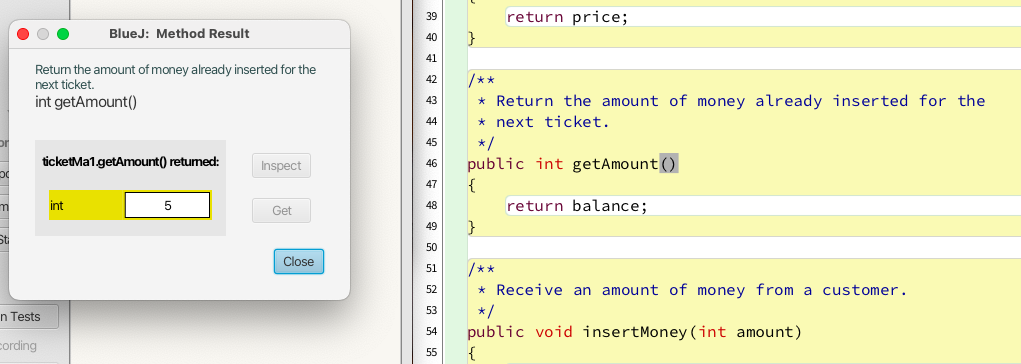 BlueJ:  Method Result
Return the amount of money already inserted for the
next ticket.
int getAmount()
ticketMa1.getAmount() returned:
int
5
Inspect
Get
Close
n Tests
cording
39 return price;
40 }
41
42 /**
43 * Return the amount of money already inserted for the
44 * next ticket.
45 */
46 public int getAmount()
47 {
48 return balance;
49 }
50
51 /**
52 * Receive an amount of money from a customer.
53 */
54 public void insertMoney(int amount)
55 {